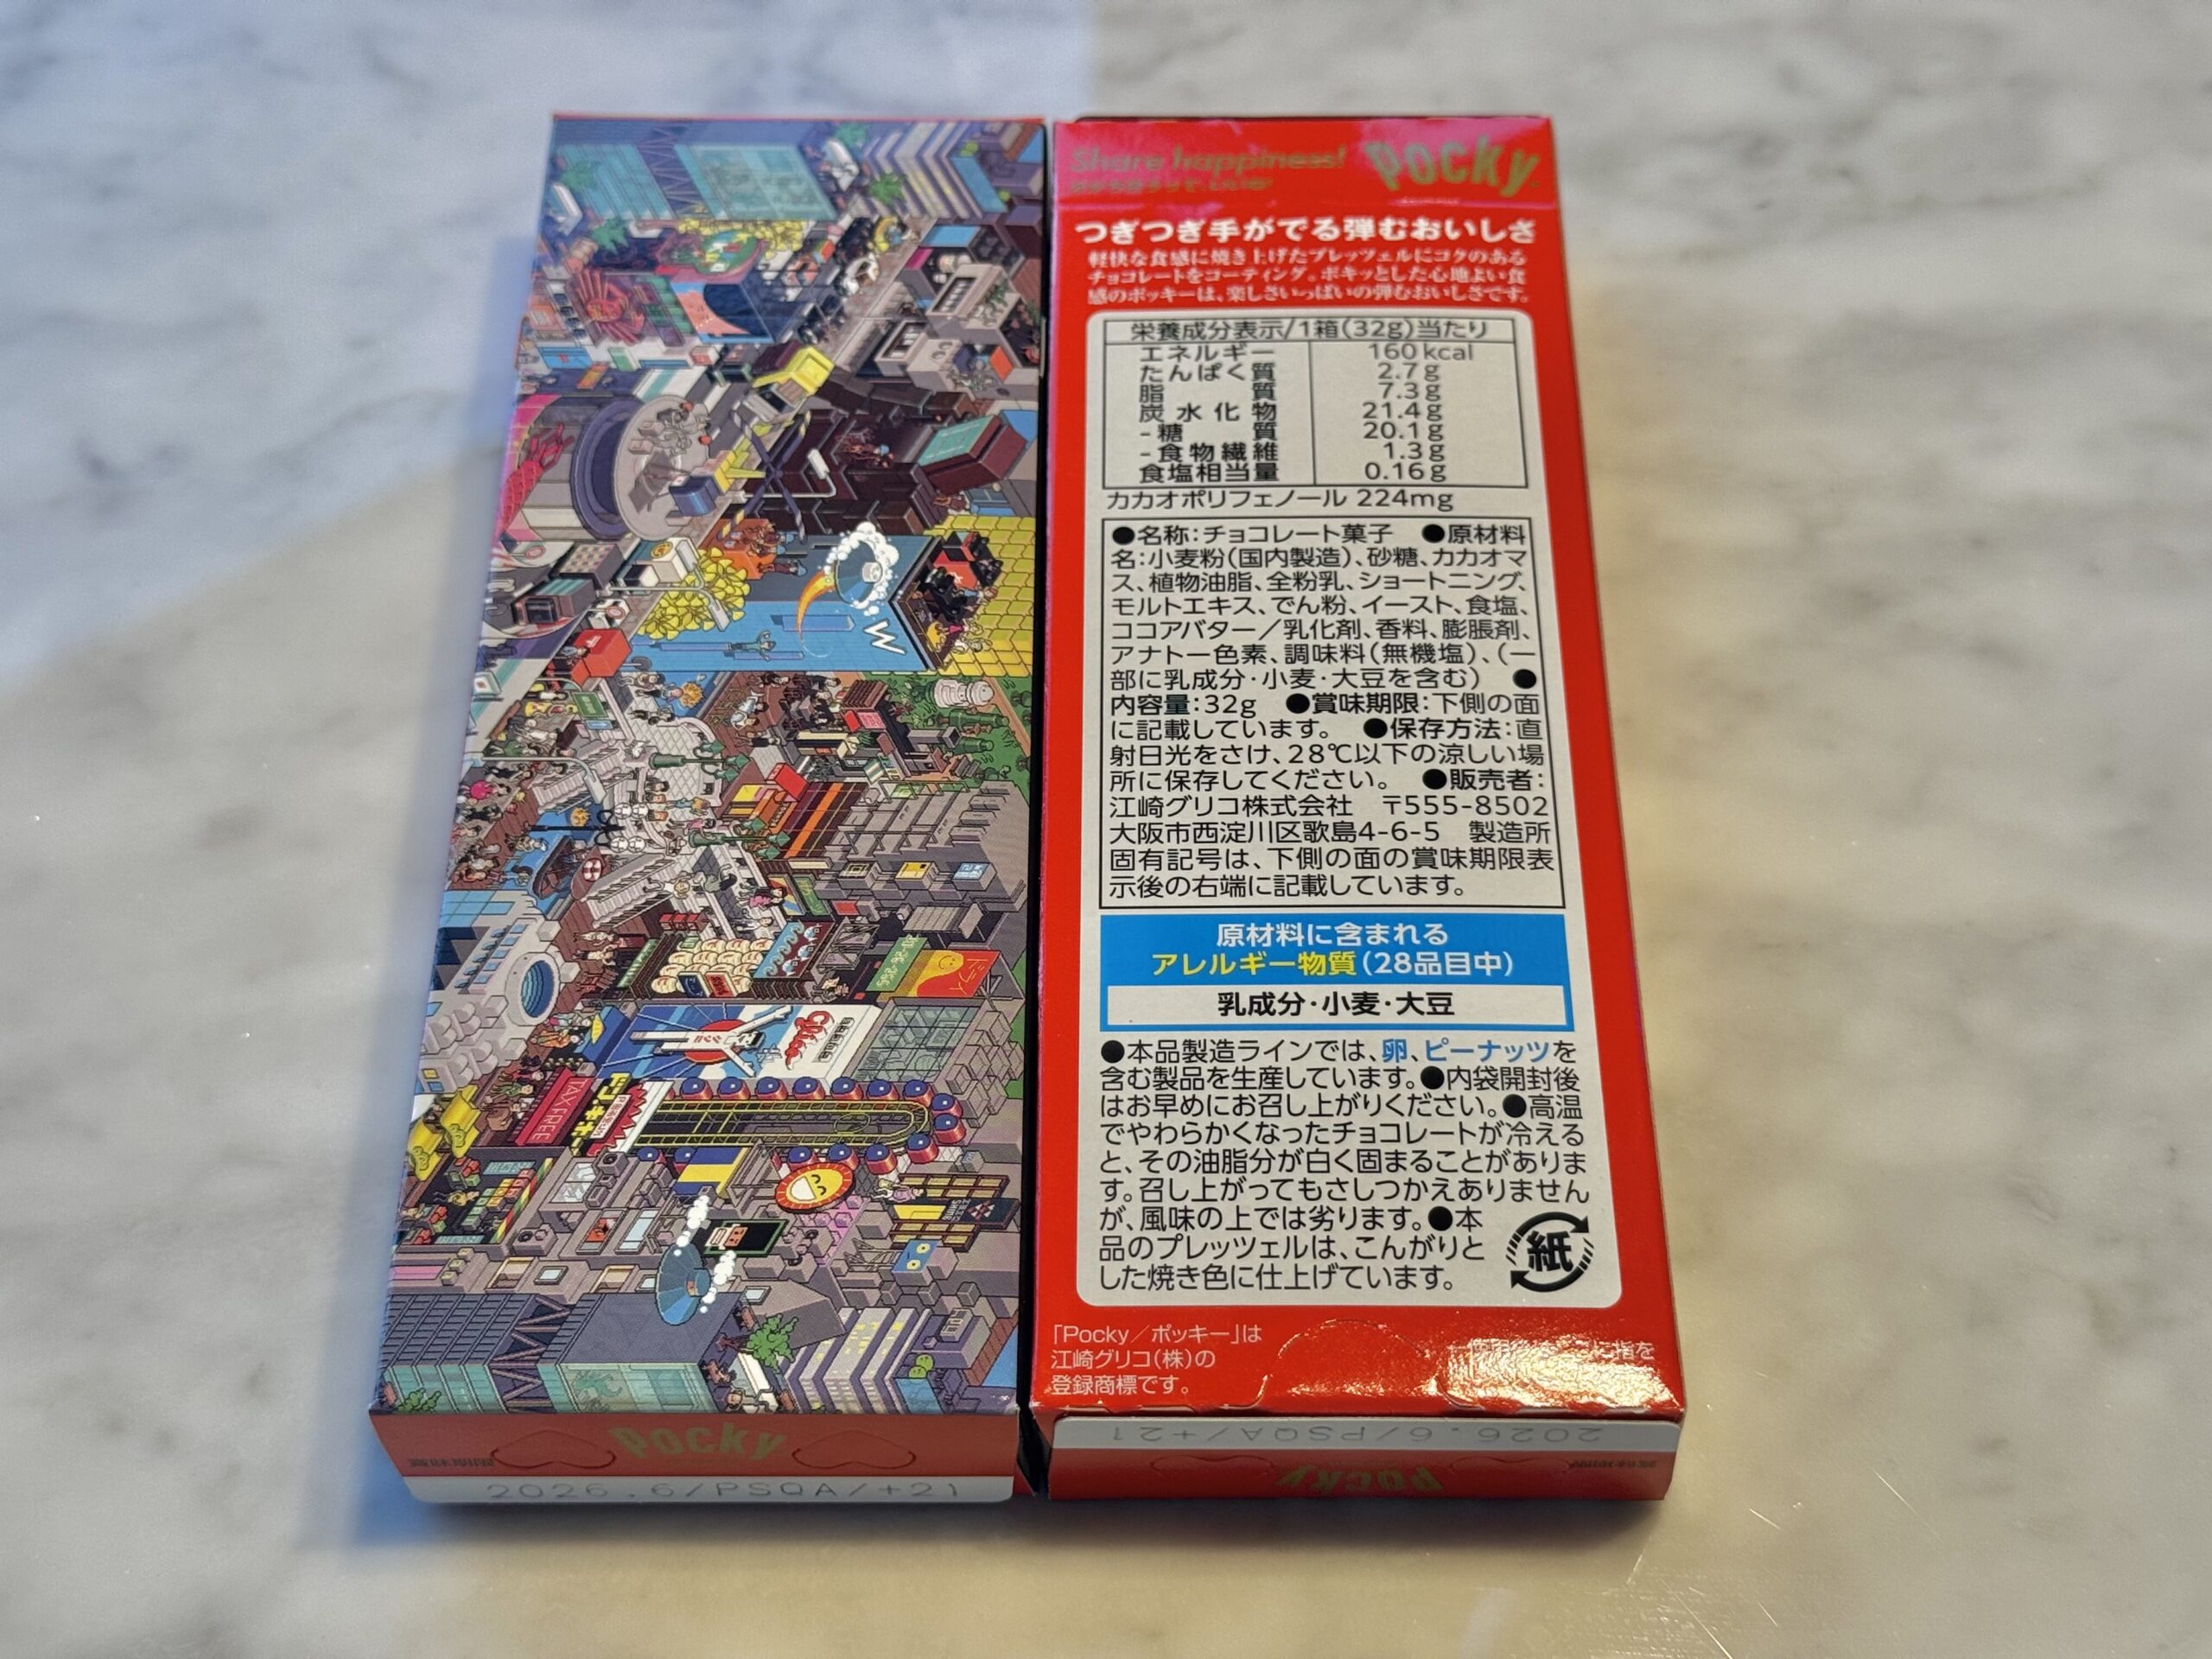 Share happiness! Pocky
つぎつぎ手がでる弾むおいしさ
軽快な食感に焼き上げたプレッツェルにコクのある
チョコレートをコーティング。ポキッとした心地よい食
感のポッキーは、楽しさいっぱいの弾むおいしさです。
栄養成分表示/1箱(32g)当たり
エネルギー 160kcal
たんぱく質 2.7g
脂質 7.3g
炭水化物 21.4g
-糖質 20.1g
-食物繊維 1.3g
食塩相当量 0.16g
カカオポリフェノール 224mg
●名称:チョコレート菓子 ●原材料
名:小麦粉(国内製造)、砂糖、カカオマ
ス、植物油脂、全粉乳、ショートニング、
モルトエキス、でん粉、イースト、食塩、
ココアバター/乳化剤、香料、膨脹剤、
アナトー色素、調味料(無機塩)、(一
部に乳成分・小麦・大豆を含む) ●
内容量:32g ●賞味期限:下側の面
に記載しています。 ●保存方法:直
射日光をさけ、28℃以下の涼しい場
所に保存してください。 ●販売者:
江崎グリコ株式会社 〒555-8502
大阪市西淀川区歌島4-6-5 製造所
固有記号は、下側の面の賞味期限表
示後の右端に記載しています。
原材料に含まれる
アレルギー物質(28品目中)
乳成分・小麦・大豆
●本品製造ラインでは、卵、ピーナッツを
含む製品を生産しています。●内袋開封後
はお早めにお召し上がりください。●高温
でやわらかくなったチョコレートが冷える
と、その油脂分が白く固まることがありま
す。召し上がってもさしつかえありません
が、風味の上では劣ります。●本
品のプレッツェルは、こんがりと
した焼き色に仕上げています。
紙
「Pocky/ポッキー」は
江崎グリコ(株)の
登録商標です。
2026.6/PSQA/+21
Pocky
W
Glico
グリコ
TAX FREE
ドン.キホーテ
Pocky
賞味期限
2026.6/PSQA/+21